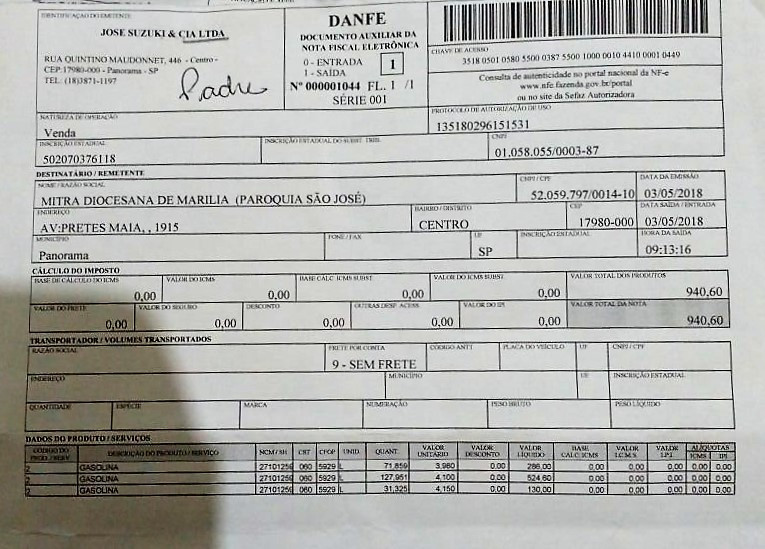 IDENTIFICAÇÃO DO EMITENTE
JOSE SUZUKI & CIA LTDA
RUA QUINTINO MAUDONNET, 446 - Centro -
CEP:17980-000 - Panorama - SP
TEL: (18)3871-1197
Padre
DANFE
DOCUMENTO AUXILIAR DA
NOTA FISCAL ELETRÔNICA
0 - ENTRADA
1 - SAÍDA
1
Nº 000001044 FL. 1 /1
SÉRIE 001
CHAVE DE ACESSO
3518 0501 0580 5500 0387 5500 1000 0010 4410 0001 0449
Consulta de autenticidade no portal nacional da NF-e
www.nfe.fazenda.gov.br/portal
ou no site da Sefaz Autorizadora
NATUREZA DE OPERAÇÃO
Venda
PROTOCOLO DE AUTORIZAÇÃO DE USO
135180296151531
INSCRIÇÃO ESTADUAL
502070376118
INSCRIÇÃO ESTADUAL DO SUBST. TRIB.
CNPJ
01.058.055/0003-87
DESTINATÁRIO / REMETENTE
NOME / RAZÃO SOCIAL
MITRA DIOCESANA DE MARILIA (PAROQUIA SÃO JOSÉ)
CNPJ / CPF
52.059.797/0014-10
DATA DA EMISSÃO
03/05/2018
ENDEREÇO
AV:PRETES MAIA, , 1915
BAIRRO / DISTRITO
CENTRO
CEP
17980-000
DATA SAÍDA / ENTRADA
03/05/2018
MUNICÍPIO
Panorama
FONE / FAX
UF
SP
INSCRIÇÃO ESTADUAL
HORA DA SAÍDA
09:13:16
CÁLCULO DO IMPOSTO
BASE DE CÁLCULO DO ICMS
0,00
VALOR DO ICMS
0,00
BASE CALC. ICMS SUBST.
0,00
VALOR DO ICMS SUBST.
0,00
VALOR TOTAL DOS PRODUTOS
940,60
VALOR DO FRETE
0,00
VALOR DO SEGURO
0,00
DESCONTO
0,00
OUTRAS DESP. ACESS.
0,00
VALOR DO IPI
0,00
VALOR TOTAL DA NOTA
940,60
TRANSPORTADOR / VOLUMES TRANSPORTADOS
RAZÃO SOCIAL
FRETE POR CONTA
9 - SEM FRETE
CÓDIGO ANTT
PLACA DO VEÍCULO
UF
CNPJ / CPF
ENDEREÇO
MUNICÍPIO
UF
INSCRIÇÃO ESTADUAL
QUANTIDADE
ESPÉCIE
MARCA
NUMERAÇÃO
PESO BRUTO
PESO LÍQUIDO
DADOS DO PRODUTO / SERVIÇOS
CÓDIGO DO PROD. / SERV. DESCRIÇÃO DO PRODUTO / SERVIÇO NCM / SH CST CFOP UNID. QUANT. VALOR UNITÁRIO VALOR DESCONTO VALOR LÍQUIDO BASE CALC. ICMS VALOR I.C.M.S. VALOR I.P.I. ALÍQUOTAS ICMS IPI
2 GASOLINA 27101259 060 5929 L 71,859 3,980 0,00 286,00 0,00 0,00 0,00 0,00 0,00
2 GASOLINA 27101259 060 5929 L 127,951 4,100 0,00 524,60 0,00 0,00 0,00 0,00 0,00
2 GASOLINA 27101259 060 5929 L 31,325 4,150 0,00 130,00 0,00 0,00 0,00 0,00 0,00